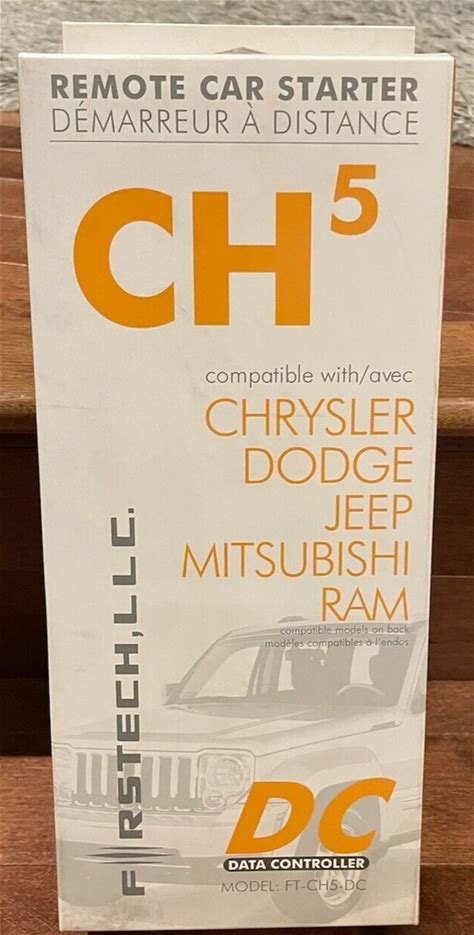 REMOTE CAR STARTER
DÉMARREUR À DISTANCE
CH⁵
compatible with/avec
CHRYSLER
DODGE
JEEP
MITSUBISHI
RAM
compatible models on back
modèles compatibles à l'endos
FIRSTECH, LLC.
DC
DATA CONTROLLER
MODEL: FT-CH5-DC